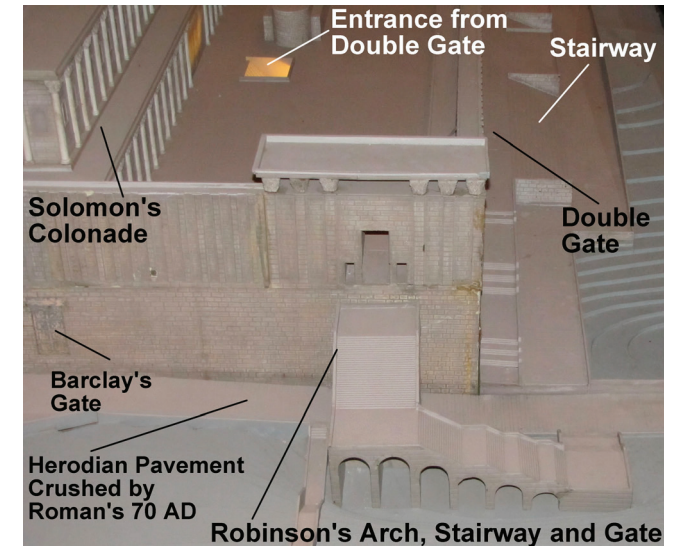 Entrance from
Double Gate
Stairway
Solomon's
Colonade
Double
Gate
Barclay's
Gate
Herodian Pavement
Crushed by
Roman's 70 AD
Robinson's Arch, Stairway and Gate